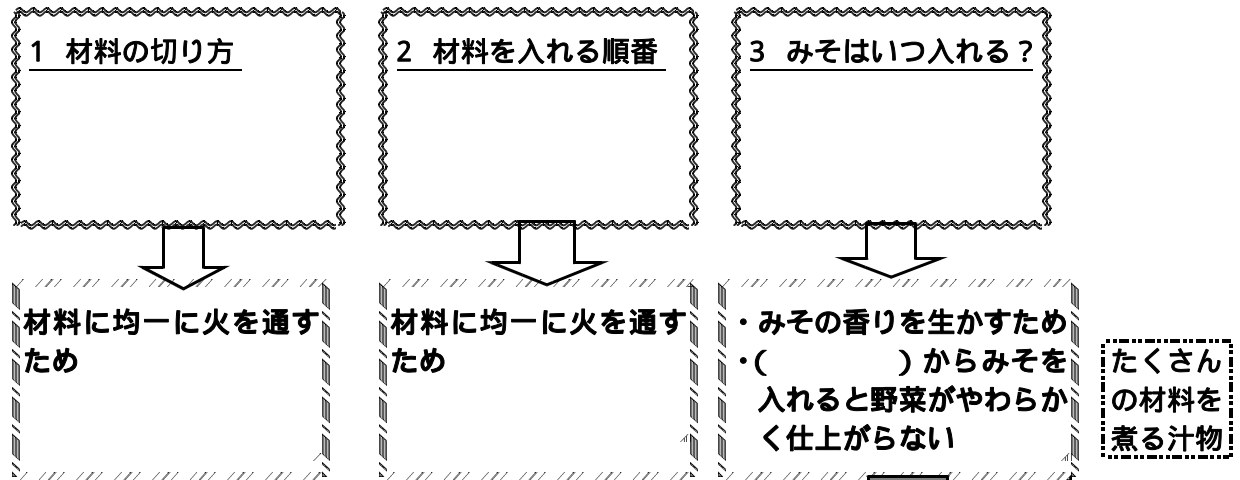 1 材料の切り方
2 材料を入れる順番
3 みそはいつ入れる？
材料に均一に火を通す
ため
材料に均一に火を通す
ため
・みその香りを生かすため
・(　　　　)からみそを
入れると野菜がやわらか
く仕上がらない
たくさん
の材料を
煮る汁物